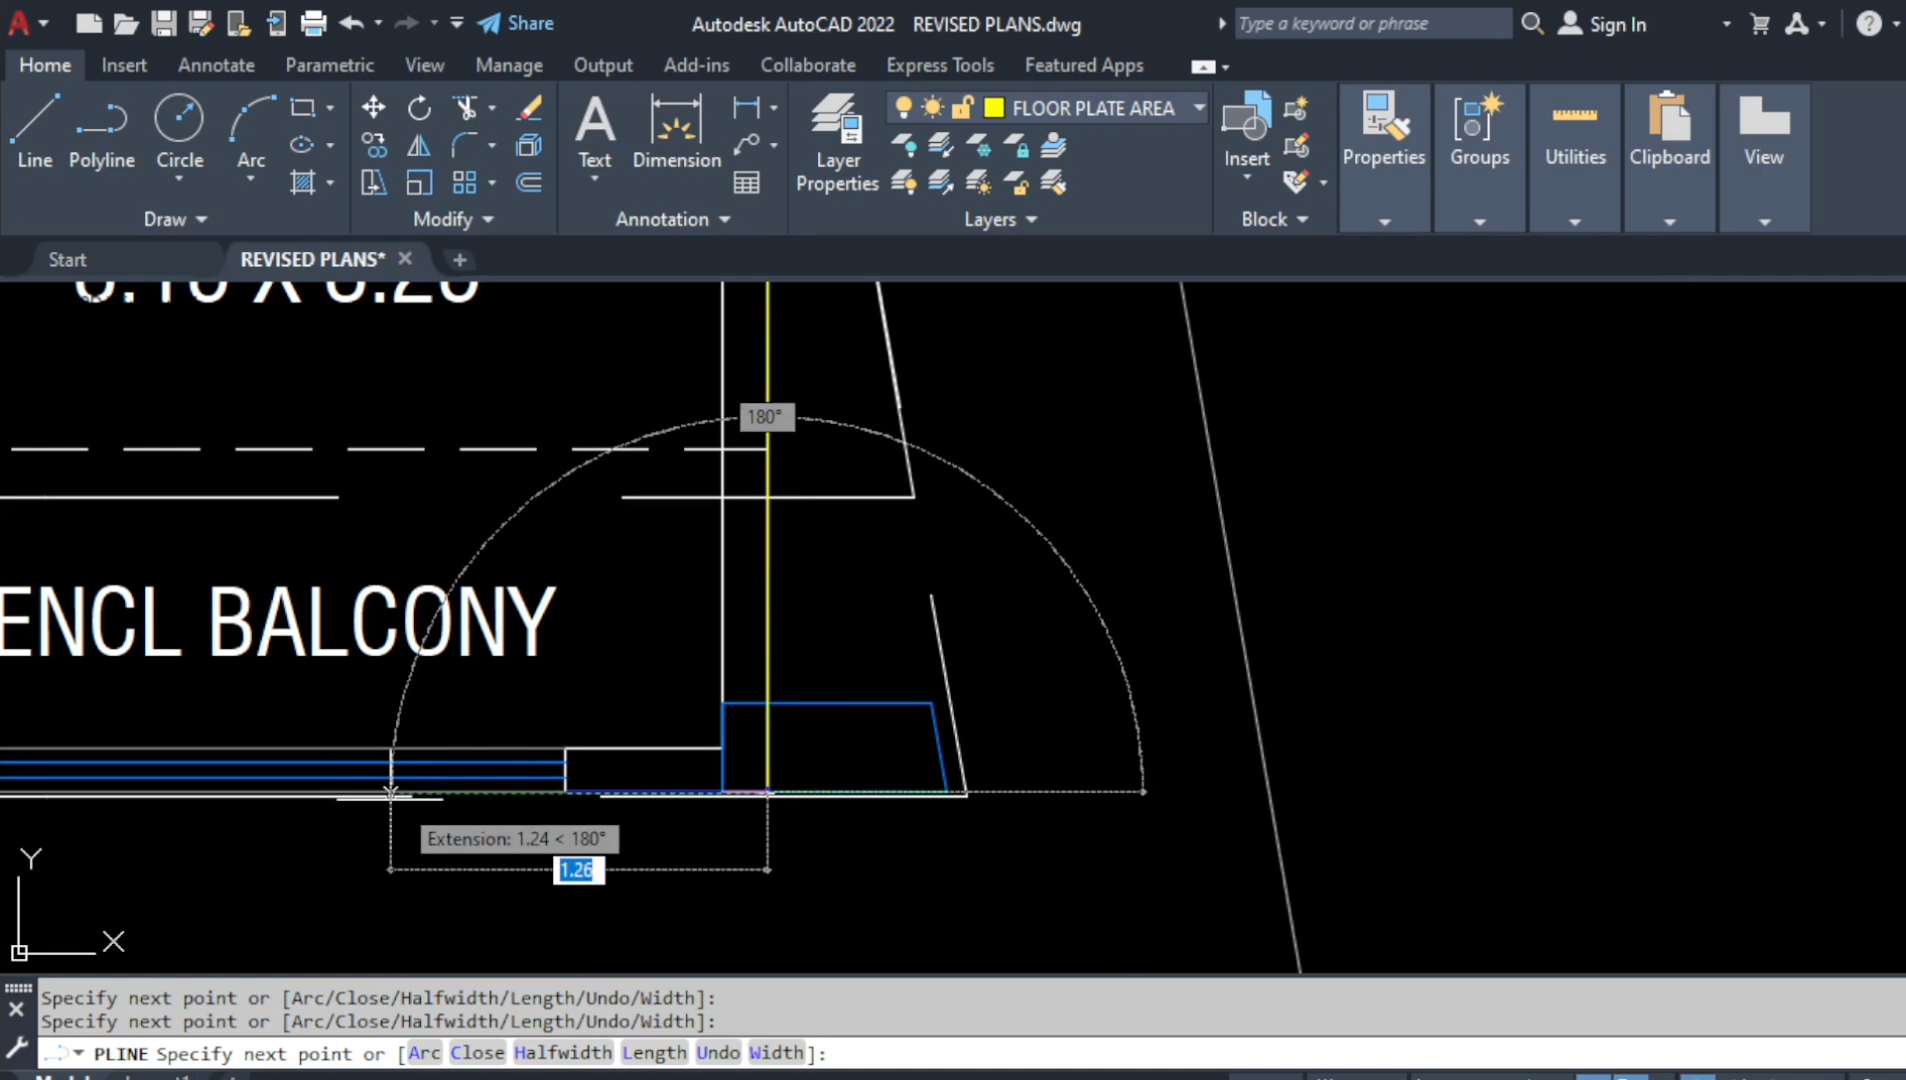 Share
Autodesk AutoCAD 2022 REVISED PLANS.dwg
Type a keyword or phrase
Sign In
Home Insert Annotate Parametric View Manage Output Add-ins Collaborate Express Tools Featured Apps
Line Polyline Circle Arc
Text Dimension
Layer Properties
FLOOR PLATE AREA
Insert
Properties Groups Utilities Clipboard View
Draw Modify Annotation Layers Block
Start REVISED PLANS*
180°
ENCL BALCONY
Extension: 1.24 < 180°
1.26
Y
X
Specify next point or [Arc/Close/Halfwidth/Length/Undo/Width]:
Specify next point or [Arc/Close/Halfwidth/Length/Undo/Width]:
PLINE Specify next point or [Arc Close Halfwidth Length Undo Width]: